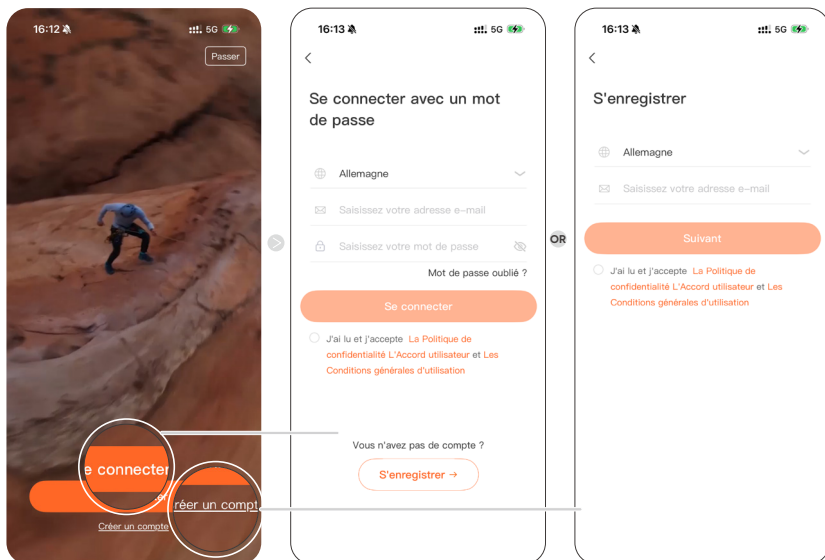 16:12
5G
Passer
e connecter
er
réer un compt
Créer un compte
16:13
5G
Se connecter avec un mot
de passe
Allemagne
Saisissez votre adresse e-mail
Saisissez votre mot de passe
Mot de passe oublié ?
Se connecter
J'ai lu et j'accepte La Politique de
confidentialité L'Accord utilisateur et Les
Conditions générales d'utilisation
Vous n'avez pas de compte ?
S'enregistrer →
OR
16:13
5G
S'enregistrer
Allemagne
Saisissez votre adresse e-mail
Suivant
J'ai lu et j'accepte La Politique de
confidentialité L'Accord utilisateur et Les
Conditions générales d'utilisation